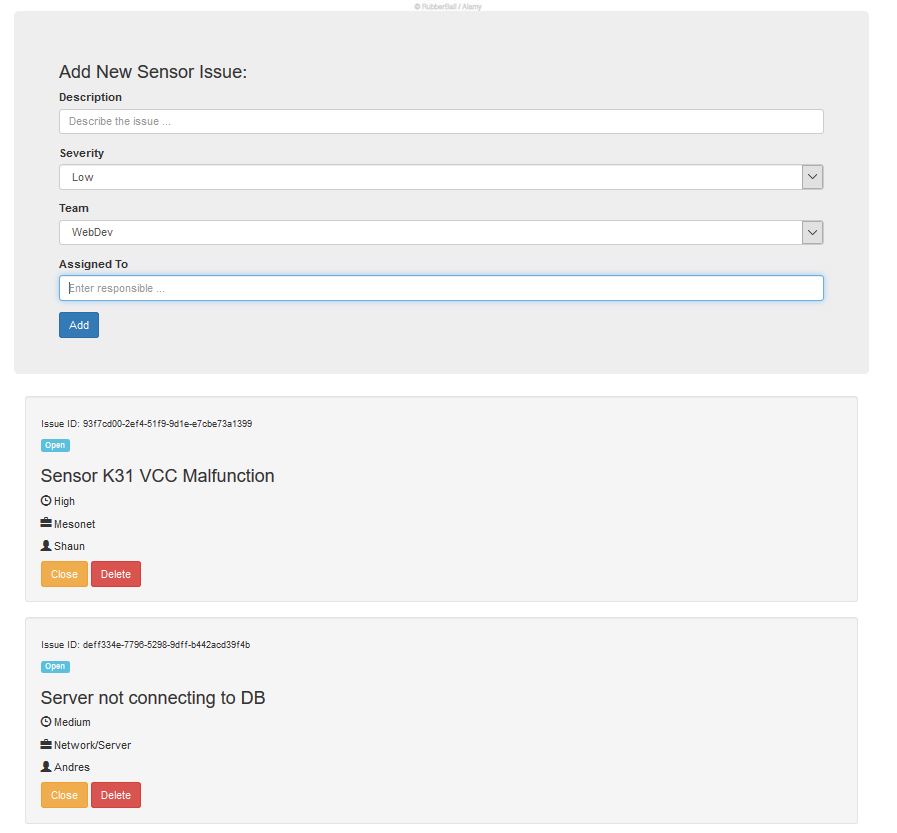 © RubberBall / Alamy
Add New Sensor Issue:
Description
Describe the issue ...
Severity
Low
Team
WebDev
Assigned To
Enter responsible ...
Add
Issue ID: 93f7cd00-2ef4-51f9-9d1e-e7cbe73a1399
Open
Sensor K31 VCC Malfunction
High
Mesonet
Shaun
Close Delete
Issue ID: deff334e-7796-5298-9dff-b442acd39f4b
Open
Server not connecting to DB
Medium
Network/Server
Andres
Close Delete